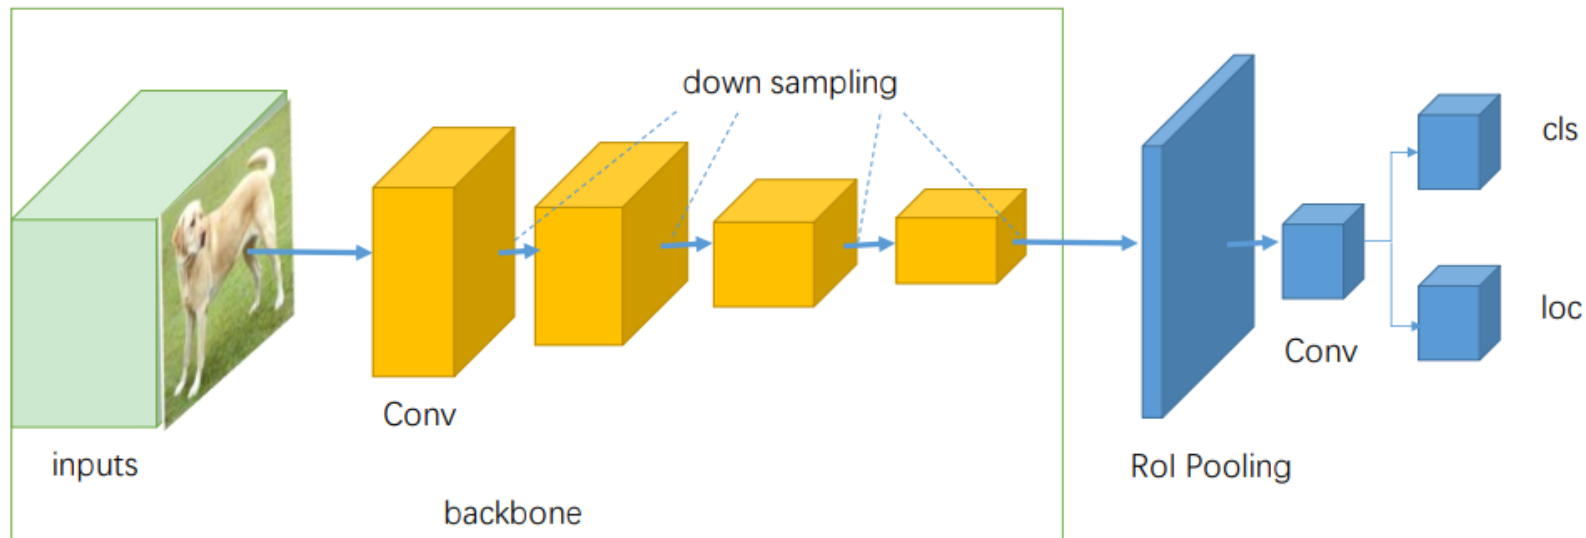 down sampling
cls
loc
Conv
Conv
inputs
RoI Pooling
backbone